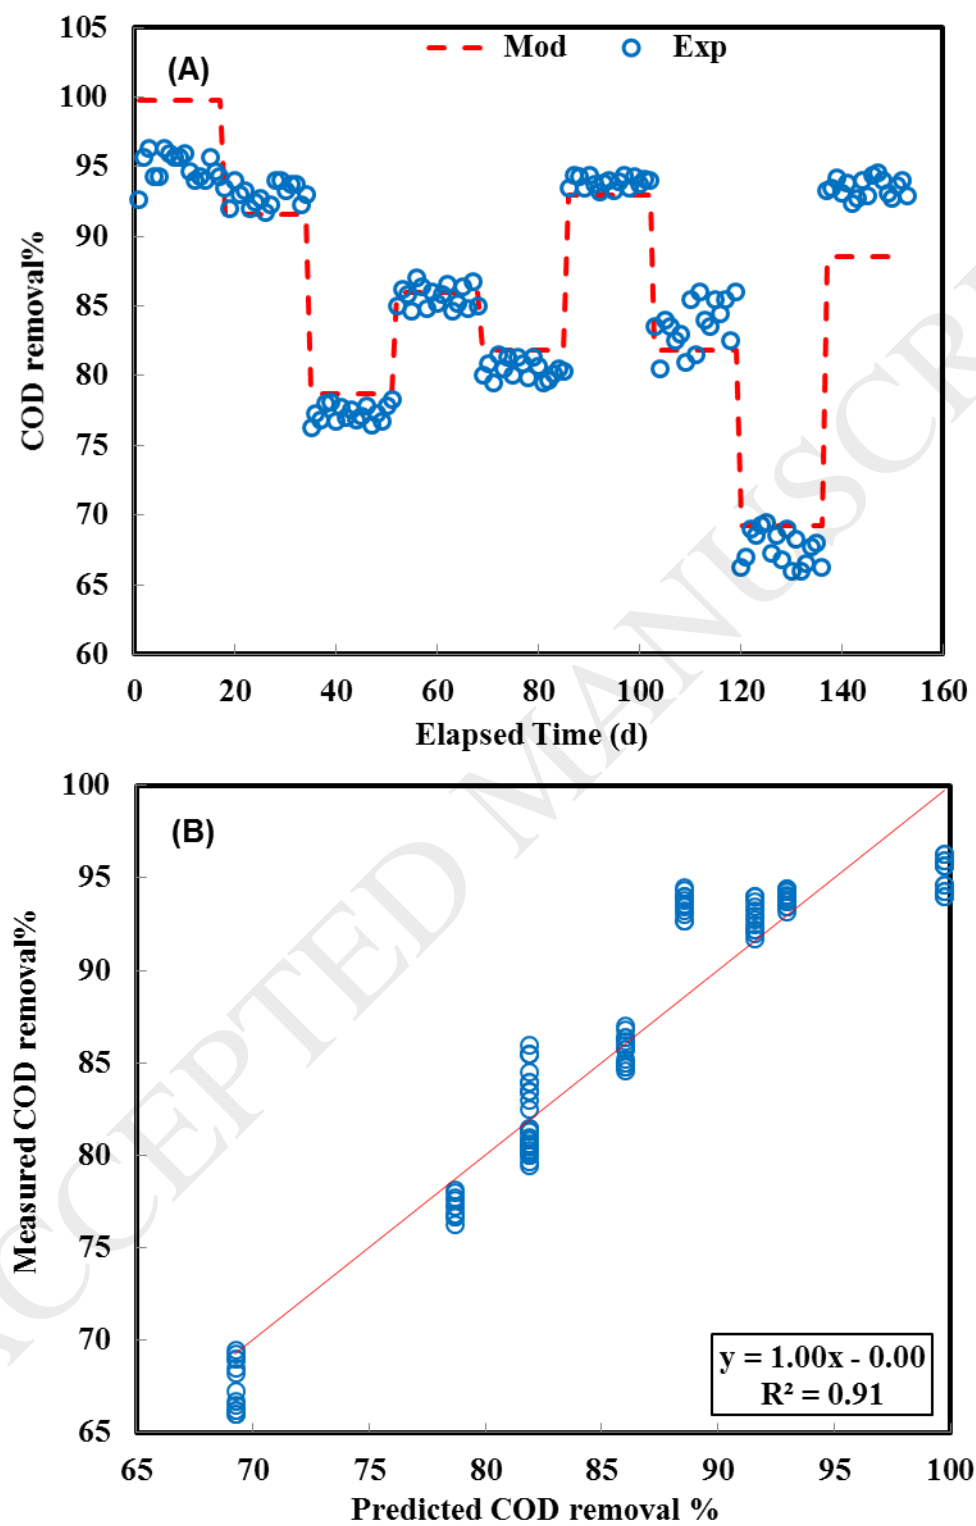 105
100
95
90
85
80
75
70
65
60
COD removal%
(A)
Mod
Exp
0 20 40 60 80 100 120 140 160
Elapsed Time (d)
ACCEPTED MANUSCRI
100
95
90
85
80
75
70
65
Measured COD removal%
(B)
y = 1.00x - 0.00
R² = 0.91
65 70 75 80 85 90 95 100
Predicted COD removal %